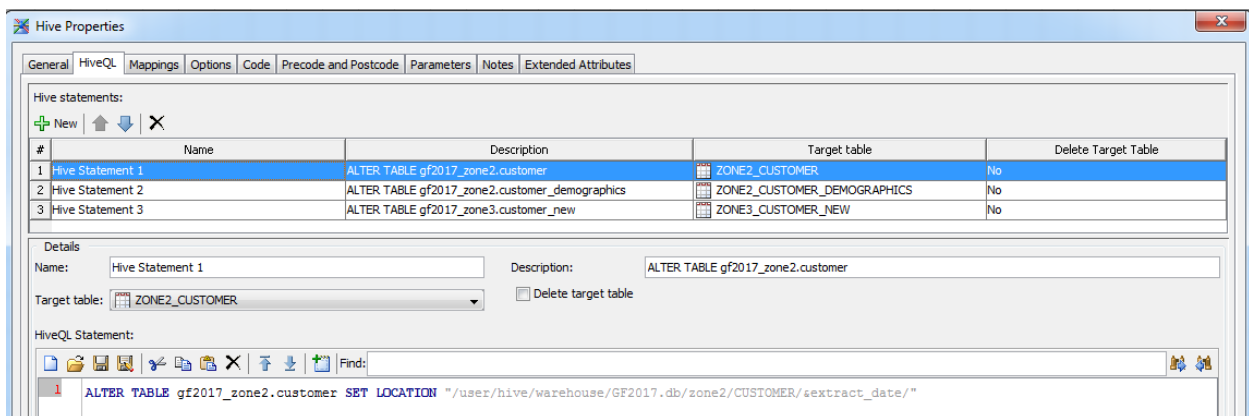 Hive Properties
General HiveQL Mappings Options Code Precode and Postcode Parameters Notes Extended Attributes
Hive statements:
New
# Name Description Target table Delete Target Table
1 Hive Statement 1 ALTER TABLE gf2017_zone2.customer ZONE2_CUSTOMER No
2 Hive Statement 2 ALTER TABLE gf2017_zone2.customer_demographics ZONE2_CUSTOMER_DEMOGRAPHICS No
3 Hive Statement 3 ALTER TABLE gf2017_zone3.customer_new ZONE3_CUSTOMER_NEW No
Details
Name: Hive Statement 1 Description: ALTER TABLE gf2017_zone2.customer
Target table: ZONE2_CUSTOMER Delete target table
HiveQL Statement:
Find:
1 ALTER TABLE gf2017_zone2.customer SET LOCATION "/user/hive/warehouse/GF2017.db/zone2/CUSTOMER/&extract_date/"